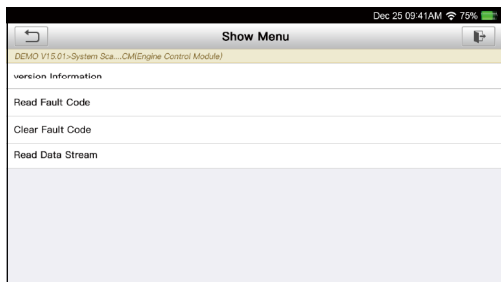 Dec 25 09:41AM 75%
Show Menu
DEMO V15.01>System Sca....CM(Engine Control Module)
version Information
Read Fault Code
Clear Fault Code
Read Data Stream